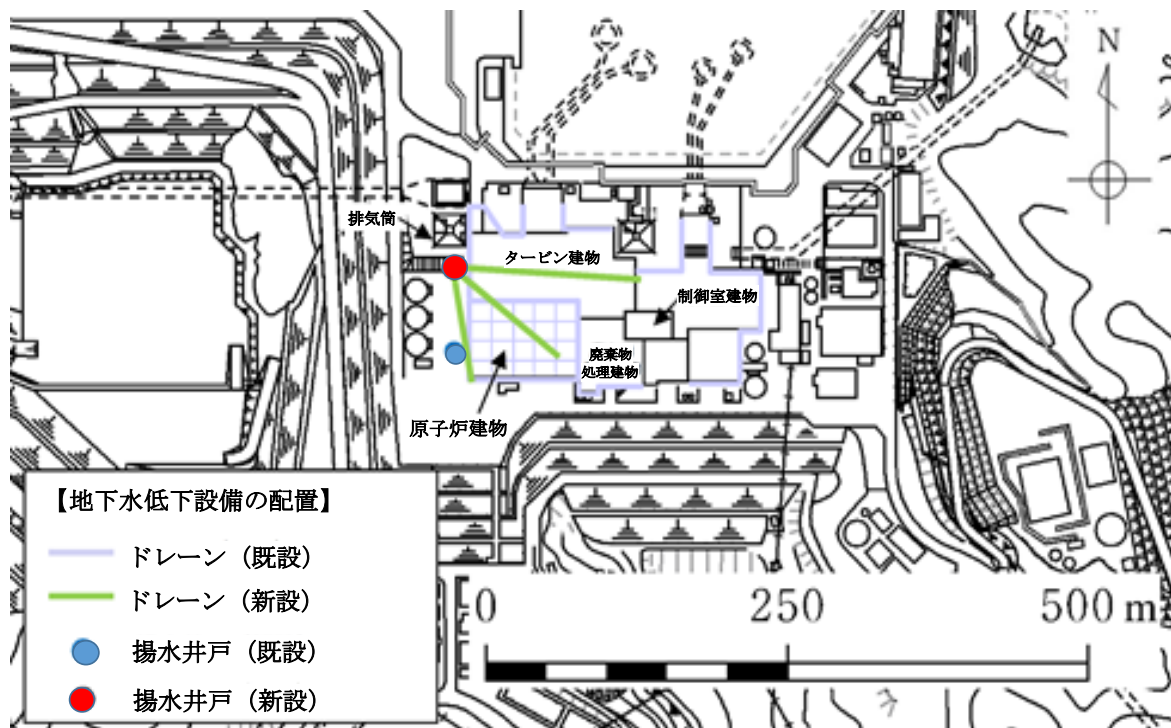 N
排気筒
タービン建物
制御室建物
廃棄物
処理建物
原子炉建物
【地下水低下設備の配置】
ドレーン（既設）
ドレーン（新設）
揚水井戸（既設）
揚水井戸（新設）
0 250 500 m